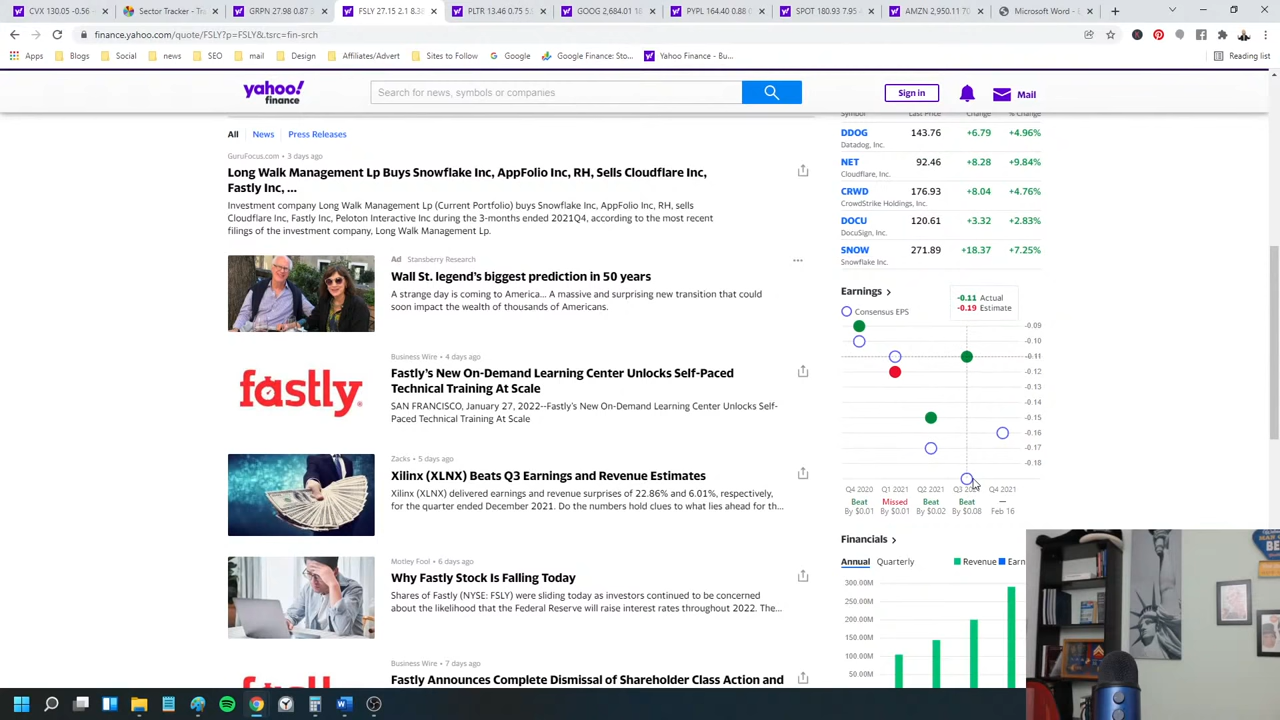 CVX 130.05 -0.56
Sector Tracker - Tra
GRPN 27.98 0.71
FSLY 27.15 2.1 8.38
PLTR 13.46 0.75 5.
GOOG 2,684.01 18
PYPL 164.40 0.88 0
SPOT 180.93 7.95 4
AMZN 2,950.11 70
Microsoft Word - L
finance.yahoo.com/quote/FSLY?p=FSLY&.tsrc=fin-srch
Apps
Blogs
Social
news
SEO
mail
Design
Affiliates/Advert
Sites to Follow
Google
Google Finance: Sto...
Yahoo Finance - Bu...
Reading list
yahoo!
finance
Search for news, symbols or companies
Sign in
Mail
All
News
Press Releases
GuruFocus.com • 3 days ago
Long Walk Management Lp Buys Snowflake Inc, AppFolio Inc, RH, Sells Cloudflare Inc,
Fastly Inc, ...
Investment company Long Walk Management Lp (Current Portfolio) buys Snowflake Inc, AppFolio Inc, RH, sells
Cloudflare Inc, Fastly Inc, Peloton Interactive Inc during the 3-months ended 2021Q4, according to the most recent
filings of the investment company, Long Walk Management Lp.
Ad Stansberry Research
Wall St. legend's biggest prediction in 50 years
A strange day is coming to America... A massive and surprising new transition that could
soon impact the wealth of thousands of Americans.
Business Wire • 4 days ago
Fastly's New On-Demand Learning Center Unlocks Self-Paced
Technical Training At Scale
SAN FRANCISCO, January 27, 2022--Fastly's New On-Demand Learning Center Unlocks Self-
Paced Technical Training At Scale
fastly
Zacks • 5 days ago
Xilinx (XLNX) Beats Q3 Earnings and Revenue Estimates
Xilinx (XLNX) delivered earnings and revenue surprises of 22.86% and 6.01%, respectively,
for the quarter ended December 2021. Do the numbers hold clues to what lies ahead for th...
Motley Fool • 6 days ago
Why Fastly Stock Is Falling Today
Shares of Fastly (NYSE: FSLY) were sliding today as investors continued to be concerned
about the likelihood that the Federal Reserve will raise interest rates throughout 2022. The...
Business Wire • 7 days ago
Fastly Announces Complete Dismissal of Shareholder Class Action and
Symbol Last Price Change % Change
DDOG 143.76 +6.79 +4.96%
Datadog, Inc.
NET 92.46 +8.28 +9.84%
Cloudflare, Inc.
CRWD 176.93 +8.04 +4.76%
CrowdStrike Holdings, Inc.
DOCU 120.61 +3.32 +2.83%
DocuSign, Inc.
SNOW 271.89 +18.37 +7.25%
Snowflake Inc.
Earnings
-0.11 Actual
-0.19 Estimate
Consensus EPS
-0.09
-0.10
-0.11
-0.12
-0.13
-0.14
-0.15
-0.16
-0.17
-0.18
Q4 2020 Q1 2021 Q2 2021 Q3 2021 Q4 2021
Beat Missed Beat Beat —
By $0.01 By $0.01 By $0.02 By $0.08 Feb 16
Financials
Annual Quarterly
Revenue Earn
300.00M
250.00M
200.00M
150.00M
100.00M
50.00M